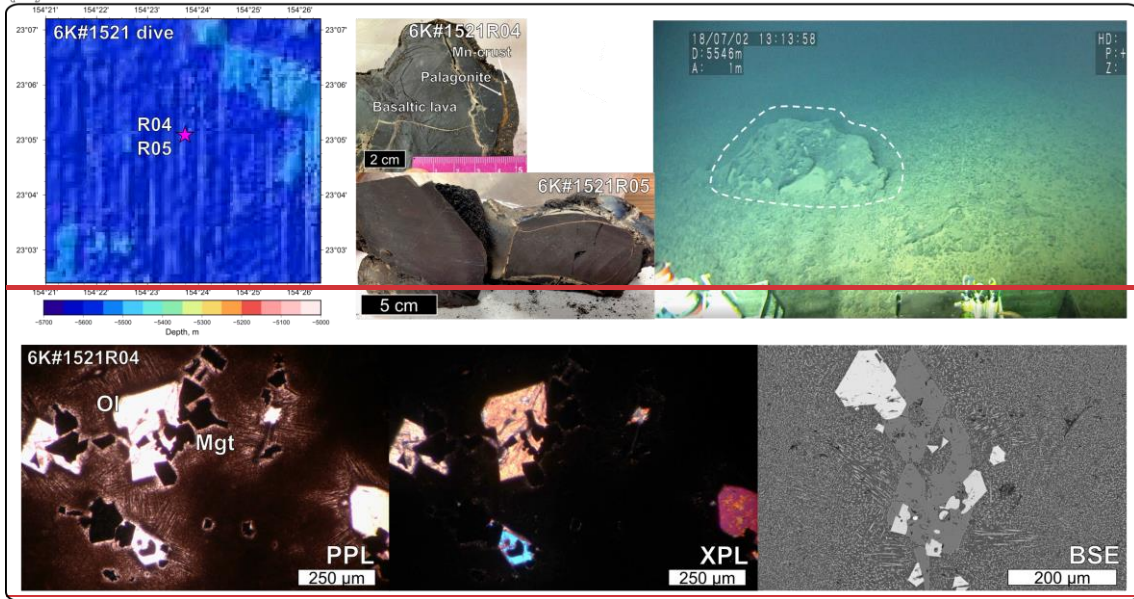 154°21' 154°22' 154°23' 154°24' 154°25' 154°26'
6K#1521 dive
23°07' 23°07'
23°06' 23°06'
23°05' 23°05'
23°04' 23°04'
23°03' 23°03'
R04
R05
154°21' 154°22' 154°23' 154°24' 154°25' 154°26'
−5700 −5600 −5500 −5400 −5300 −5200 −5100 −5000
Depth, m
6K#1521R04
Mn-crust
Palagonite
Basaltic lava
2 cm
6K#1521R05
5 cm
18/07/02 13:13:58
D:5546m
A: 1m
HD:
P:+
Z:
6K#1521R04
Ol
Mgt
PPL
250 µm
XPL
250 µm
BSE
200 µm